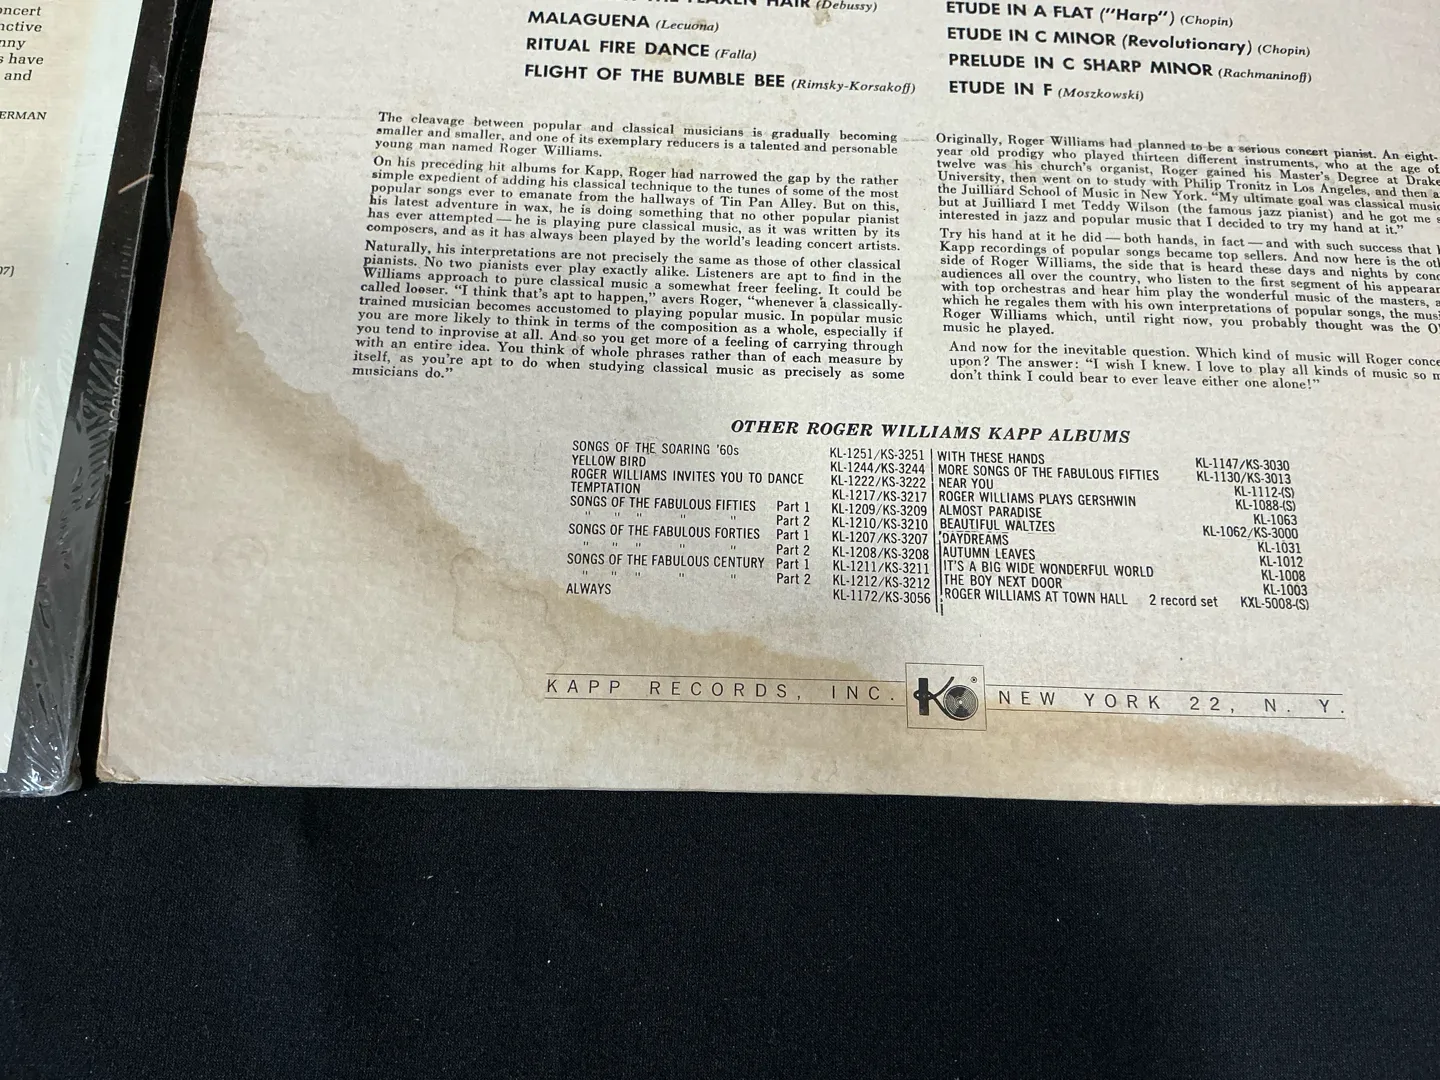 ncert
nctive
nny
s have
and
ERMAN
07)
FLAXEN HAIR (Debussy)
MALAGUENA (Lecuona)
RITUAL FIRE DANCE (Falla)
FLIGHT OF THE BUMBLE BEE (Rimsky-Korsakoff)
ETUDE IN A FLAT ("Harp") (Chopin)
ETUDE IN C MINOR (Revolutionary) (Chopin)
PRELUDE IN C SHARP MINOR (Rachmaninoff)
ETUDE IN F (Moszkowski)
The cleavage between popular and classical musicians is gradually becoming
smaller and smaller, and one of its exemplary reducers is a talented and personable
young man named Roger Williams.
On his preceding hit albums for Kapp, Roger had narrowed the gap by the rather
simple expedient of adding his classical technique to the tunes of some of the most
popular songs ever to emanate from the hallways of Tin Pan Alley. But on this,
his latest adventure in wax, he is doing something that no other popular pianist
has ever attempted — he is playing pure classical music, as it was written by its
composers, and as it has always been played by the world's leading concert artists.
Naturally, his interpretations are not precisely the same as those of other classical
pianists. No two pianists ever play exactly alike. Listeners are apt to find in the
Williams approach to pure classical music a somewhat freer feeling. It could be
called looser. "I think that's apt to happen," avers Roger, "whenever a classically-
trained musician becomes accustomed to playing popular music. In popular music
you are more likely to think in terms of the composition as a whole, especially if
you tend to inprovise at all. And so you get more of a feeling of carrying through
with an entire idea. You think of whole phrases rather than of each measure by
itself, as you're apt to do when studying classical music as precisely as some
musicians do."
Originally, Roger Williams had planned to be a serious concert pianist. An eight-
year old prodigy who played thirteen different instruments, who at the age of
twelve was his church's organist, Roger gained his Master's Degree at Drake
University, then went on to study with Philip Tronitz in Los Angeles, and then a
the Juilliard School of Music in New York. "My ultimate goal was classical music
but at Juilliard I met Teddy Wilson (the famous jazz pianist) and he got me s
interested in jazz and popular music that I decided to try my hand at it."
Try his hand at it he did — both hands, in fact — and with such success that
Kapp recordings of popular songs became top sellers. And now here is the oth
side of Roger Williams, the side that is heard these days and nights by conc
audiences all over the country, who listen to the first segment of his appearan
with top orchestras and hear him play the wonderful music of the masters, a
which he regales them with his own interpretations of popular songs, the musi
Roger Williams which, until right now, you probably thought was the O
music he played.
And now for the inevitable question. Which kind of music will Roger conce
upon? The answer: "I wish I knew. I love to play all kinds of music so m
don't think I could bear to ever leave either one alone!"
OTHER ROGER WILLIAMS KAPP ALBUMS
SONGS OF THE SOARING '60s KL-1251/KS-3251
YELLOW BIRD KL-1244/KS-3244
ROGER WILLIAMS INVITES YOU TO DANCE KL-1222/KS-3222
TEMPTATION KL-1217/KS-3217
SONGS OF THE FABULOUS FIFTIES Part 1 KL-1209/KS-3209
" " " " Part 2 KL-1210/KS-3210
SONGS OF THE FABULOUS FORTIES Part 1 KL-1207/KS-3207
" " " " Part 2 KL-1208/KS-3208
SONGS OF THE FABULOUS CENTURY Part 1 KL-1211/KS-3211
" " " " Part 2 KL-1212/KS-3212
ALWAYS KL-1172/KS-3056
WITH THESE HANDS KL-1147/KS-3030
MORE SONGS OF THE FABULOUS FIFTIES KL-1130/KS-3013
NEAR YOU KL-1112-(S)
ROGER WILLIAMS PLAYS GERSHWIN KL-1088-(S)
ALMOST PARADISE KL-1063
BEAUTIFUL WALTZES KL-1062/KS-3000
DAYDREAMS KL-1031
AUTUMN LEAVES KL-1012
IT'S A BIG WIDE WONDERFUL WORLD KL-1008
THE BOY NEXT DOOR KL-1003
ROGER WILLIAMS AT TOWN HALL 2 record set KXL-5008-(S)
KAPP RECORDS, INC. K ® NEW YORK 22, N. Y.